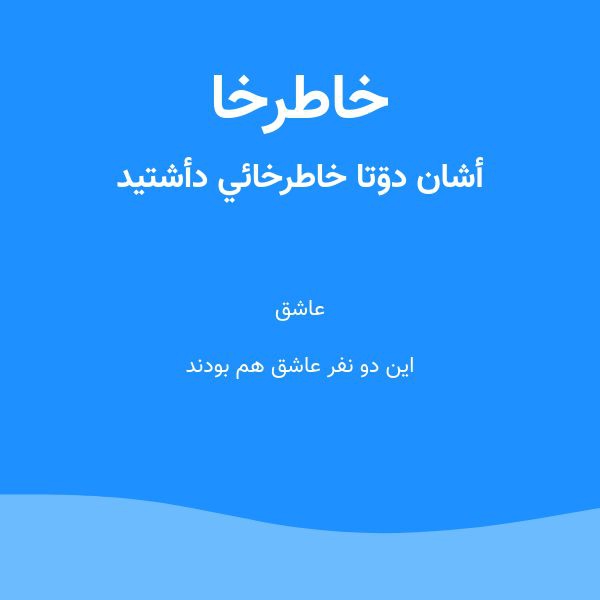 خاطرخا
أشان دۊتا خاطرخائي دأشتيد
عاشق
این دو نفر عاشق هم بودند